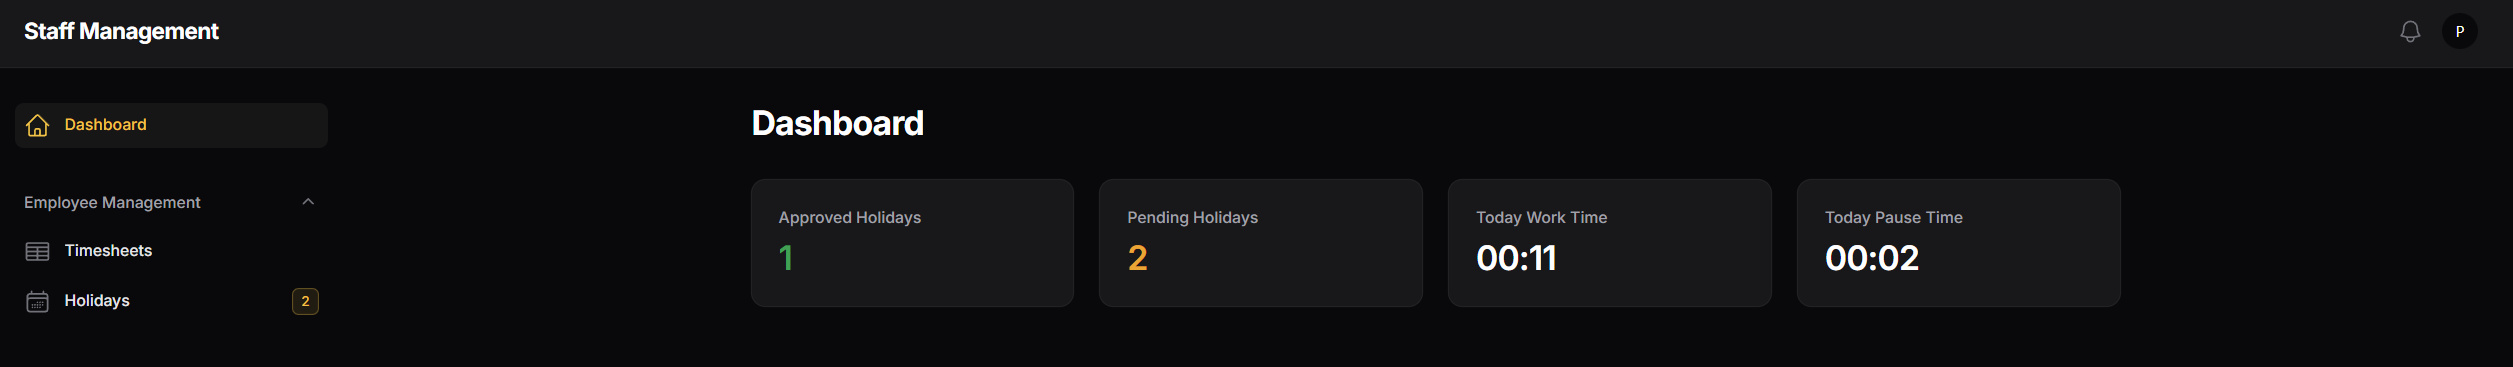 Staff Management
P
Dashboard
Employee Management
Timesheets
Holidays 2
Dashboard
Approved Holidays
1
Pending Holidays
2
Today Work Time
00:11
Today Pause Time
00:02